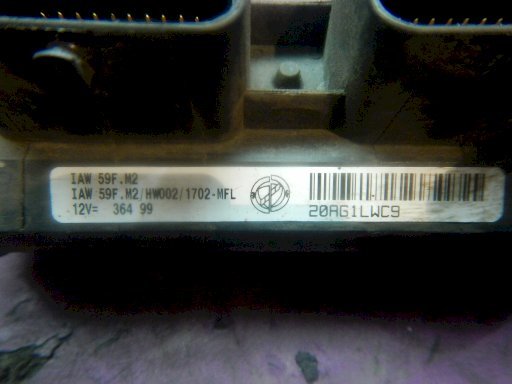 IAW 59F.M2
IAW 59F.M2/HW002/1702-MFL
12V= 364 99
20AG1LWC9